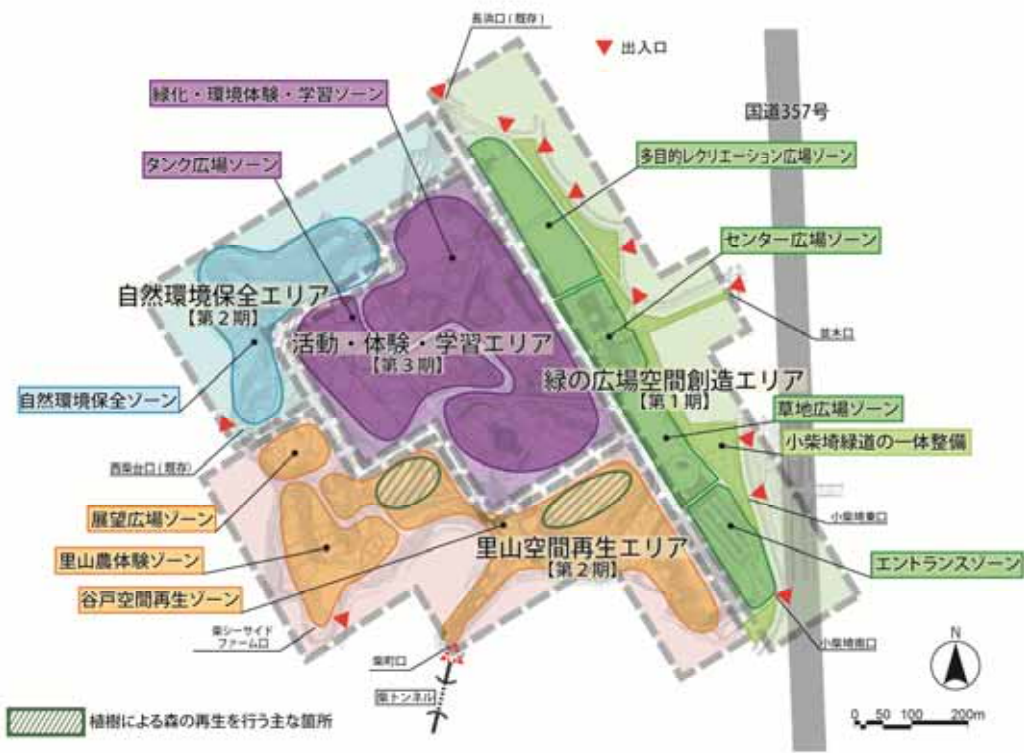 長浜口(既存)
出入口
緑化・環境体験・学習ゾーン
国道357号
タンク広場ゾーン
多目的レクリエーション広場ゾーン
センター広場ゾーン
自然環境保全エリア
【第2期】
活動・体験・学習エリア
【第3期】
並木口
緑の広場空間創造エリア
【第1期】
自然環境保全ゾーン
草地広場ゾーン
小柴埼緑道の一体整備
西柴台口(既存)
展望広場ゾーン
小柴埼東口
里山農体験ゾーン
里山空間再生エリア
【第2期】
エントランスゾーン
谷戸空間再生ゾーン
柴シーサイド
ファーム口
小柴埼南口
柴町口
柴トンネル
N
植樹による森の再生を行う主な箇所
0 50 100 200m